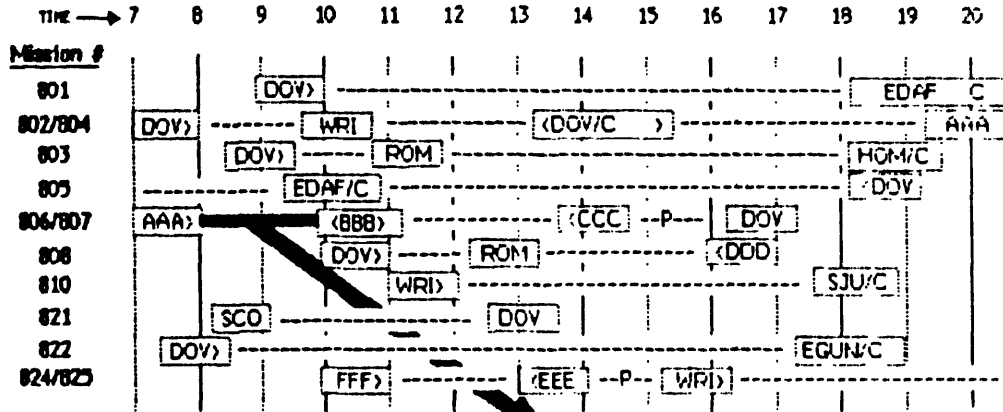 TIME 7 8 9 10 11 12 13 14 15 16 17 18 19 20
Mission #
801 DOV> EDAF C
802/804 DOV> WRI <DOV/C > AAA
803 DOV> ROM HOM/C
805 EDAF/C <DOV
806/807 AAA> <BBB> <CCC P DOV
808 DOV> ROM <DDD
810 WRI> SJU/C
821 SCO DOV
822 DOV> EGUN/C
824/825 FFF> <EEE P WRI>